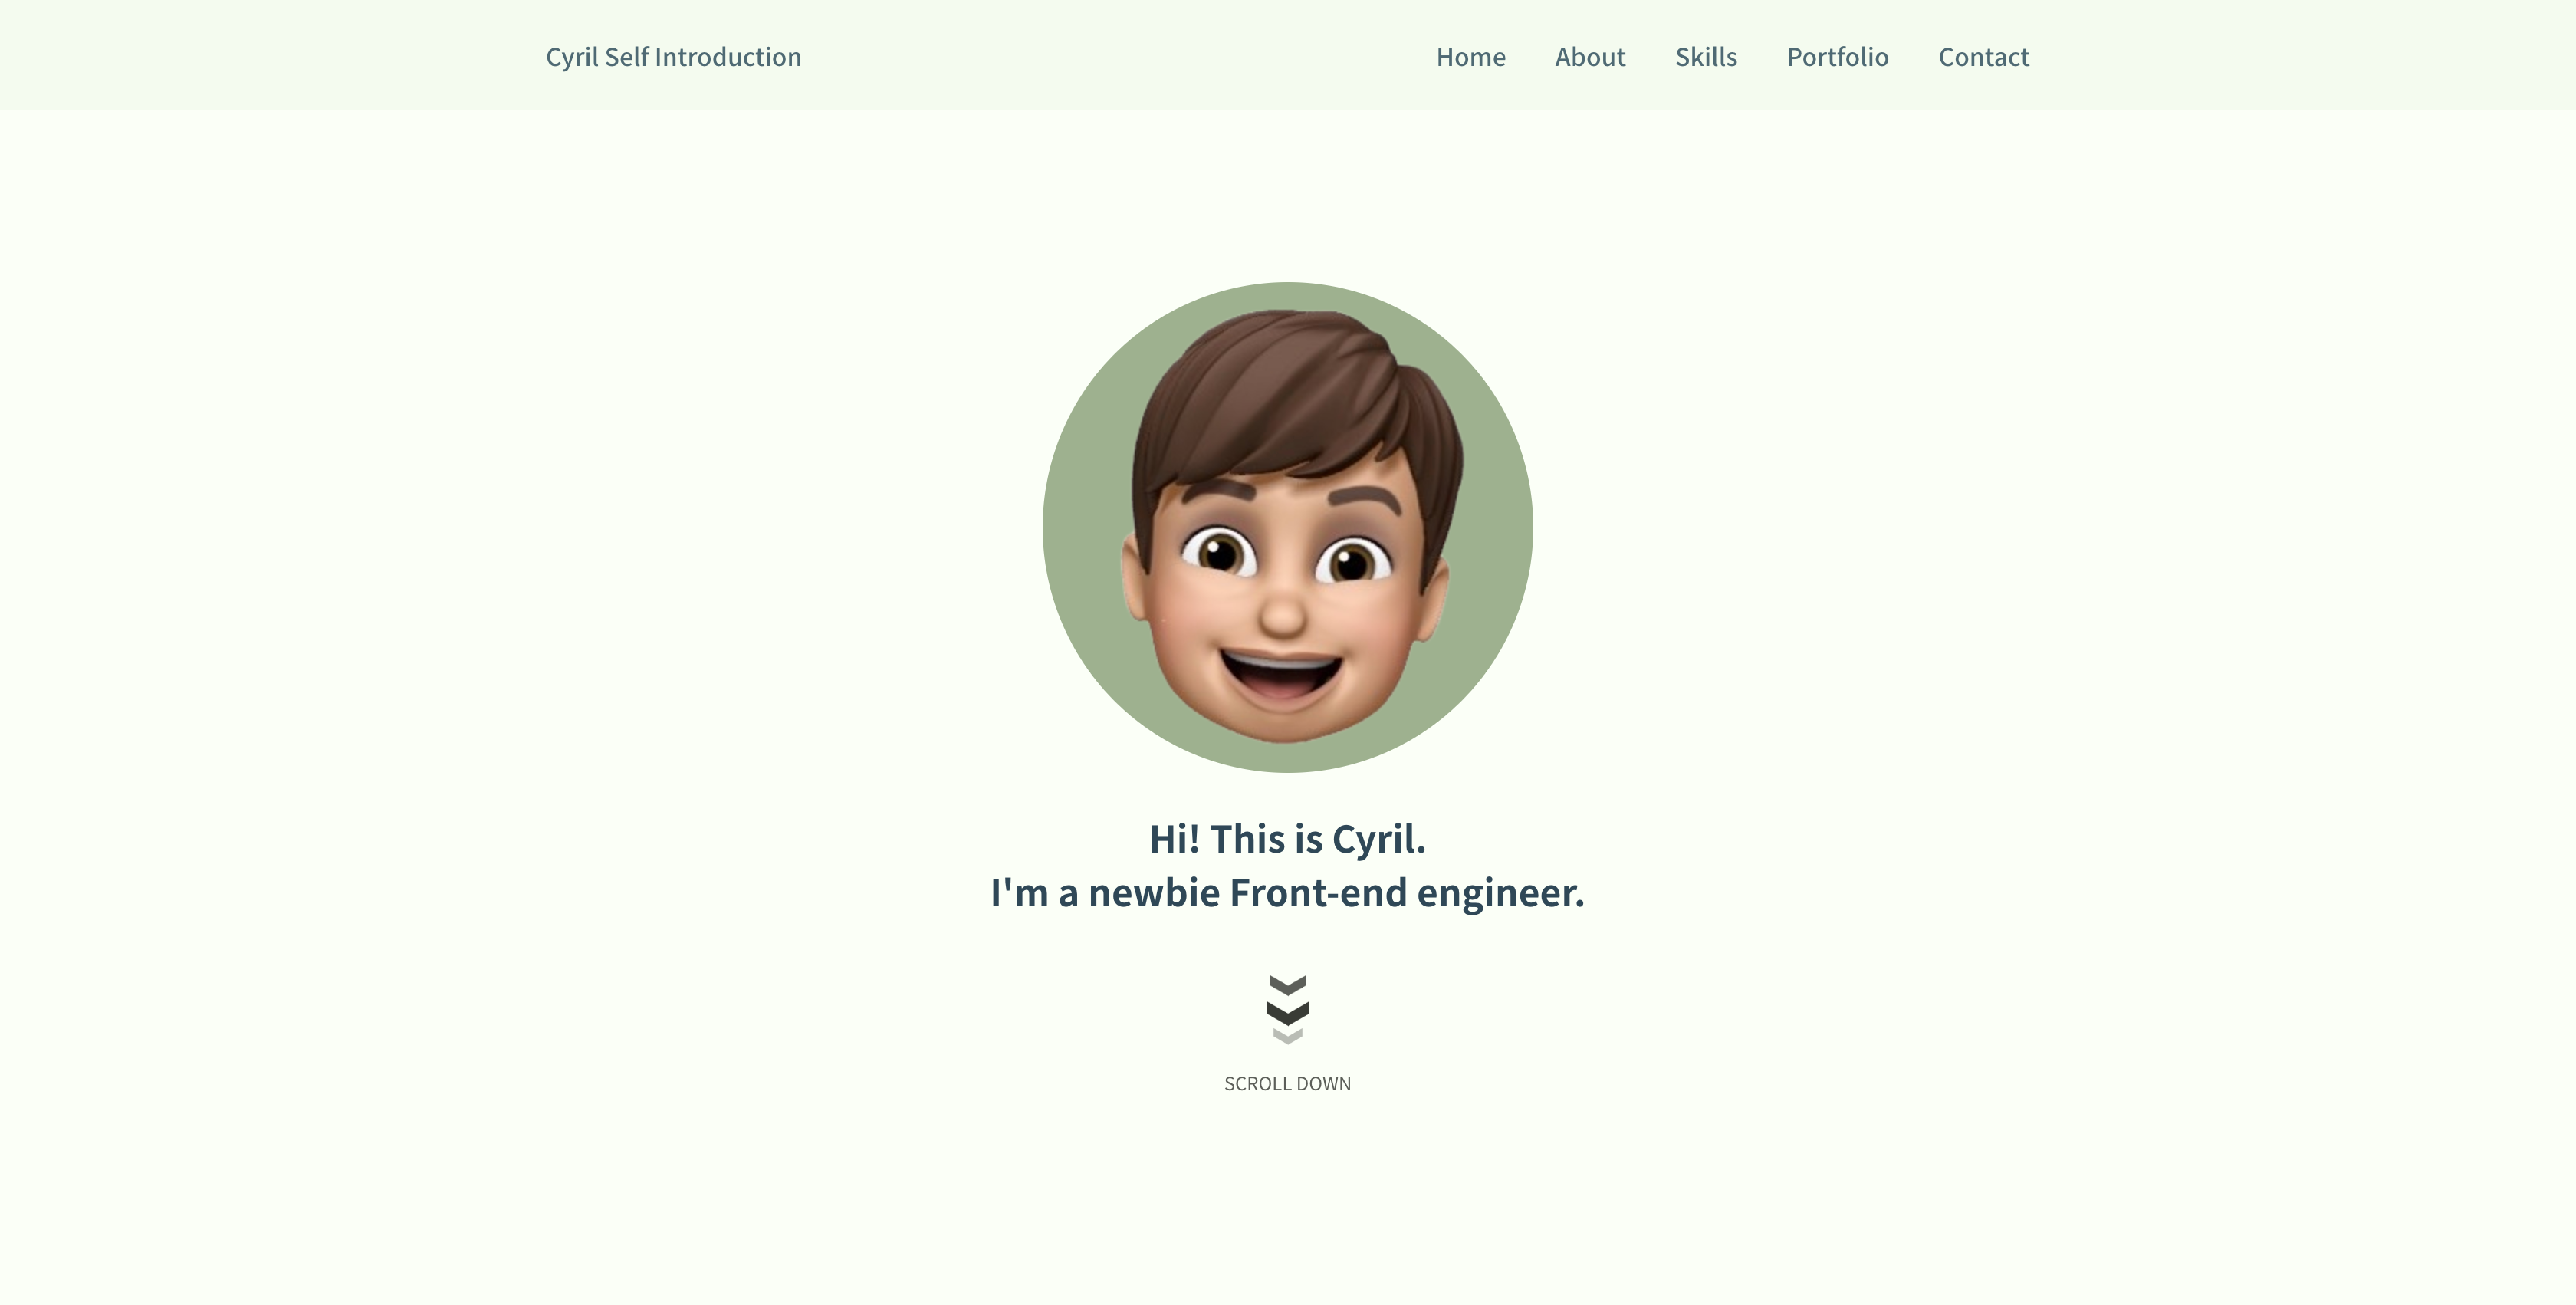 Cyril Self Introduction
Home About Skills Portfolio Contact
Hi! This is Cyril.
I'm a newbie Front-end engineer.
SCROLL DOWN